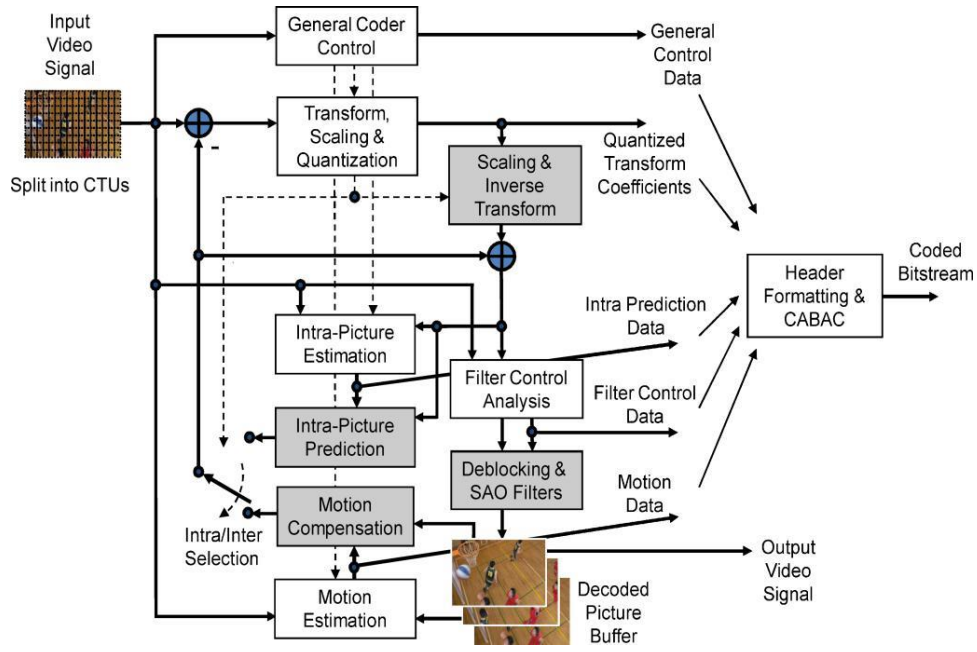 Input
Video
Signal
Split into CTUs
General Coder
Control
Transform,
Scaling &
Quantization
-
Scaling &
Inverse
Transform
General
Control
Data
Quantized
Transform
Coefficients
Header
Formatting &
CABAC
Coded
Bitstream
Intra-Picture
Estimation
Intra Prediction
Data
Filter Control
Analysis
Filter Control
Data
Intra-Picture
Prediction
Deblocking &
SAO Filters
Motion
Compensation
Motion
Data
Intra/Inter
Selection
Motion
Estimation
Decoded
Picture
Buffer
Output
Video
Signal